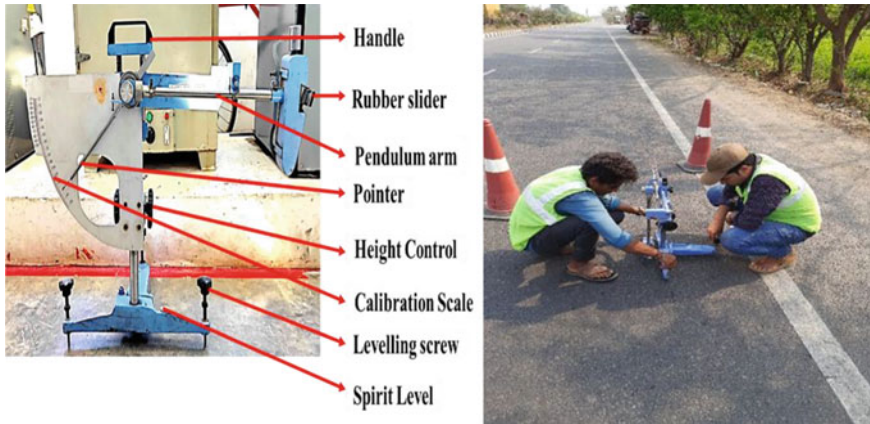 Handle
Rubber slider
Pendulum arm
Pointer
Height Control
Calibration Scale
Levelling screw
Spirit Level